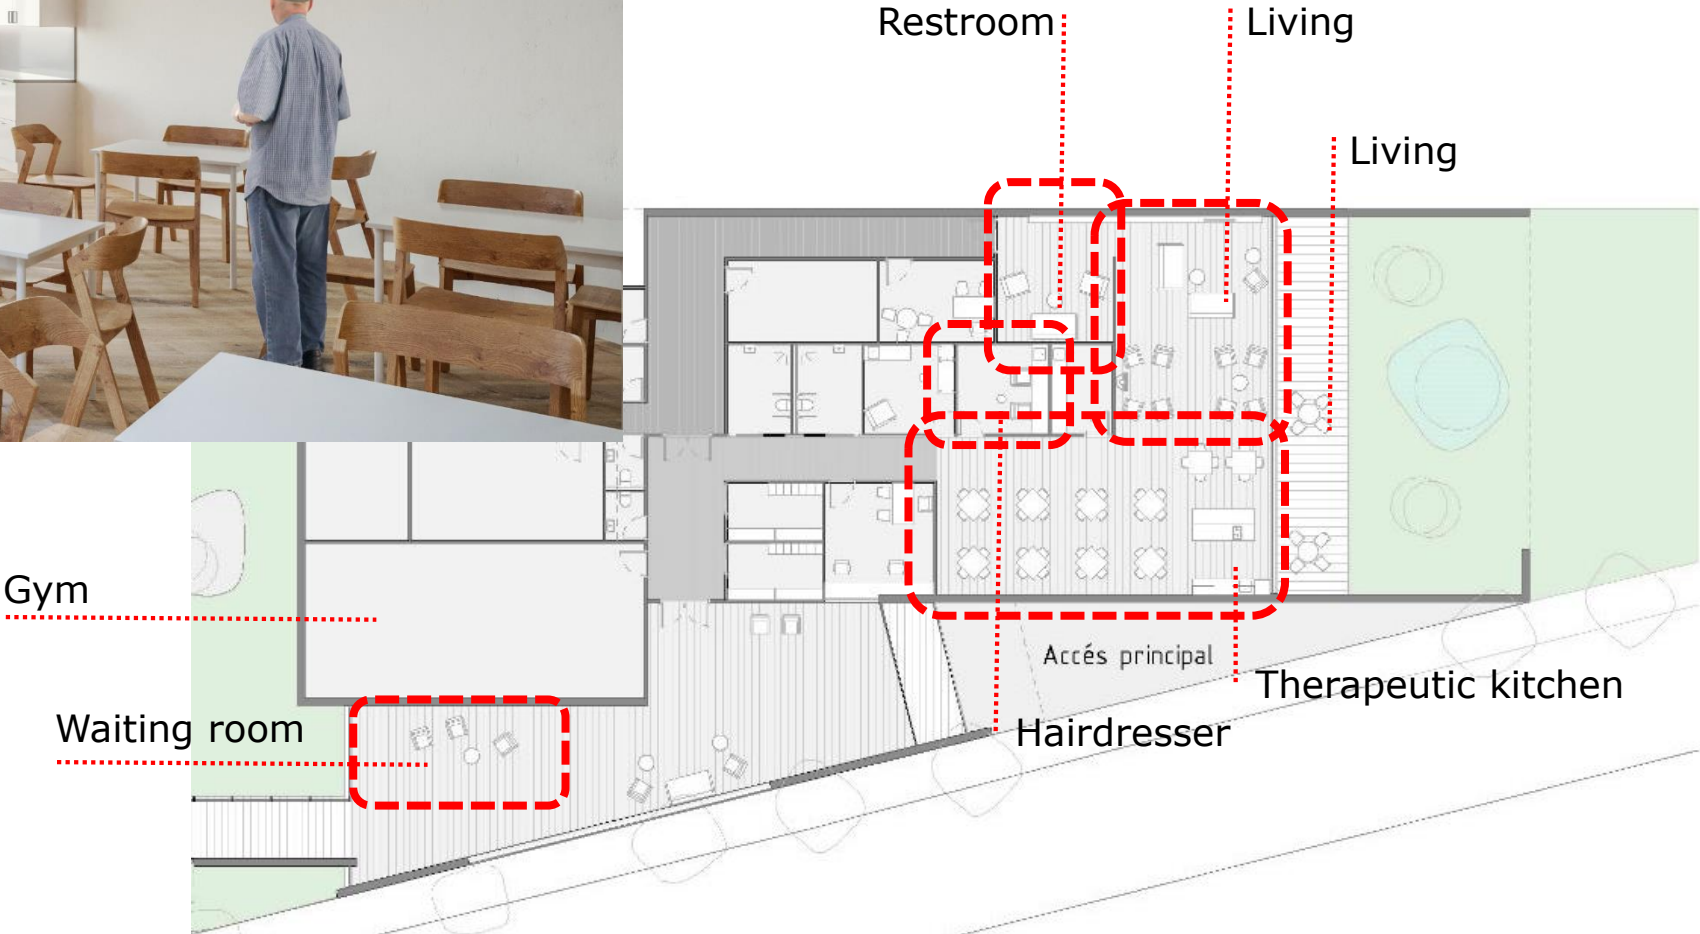 Restroom
Living
Living
Gym
Accés principal
Therapeutic kitchen
Waiting room
Hairdresser